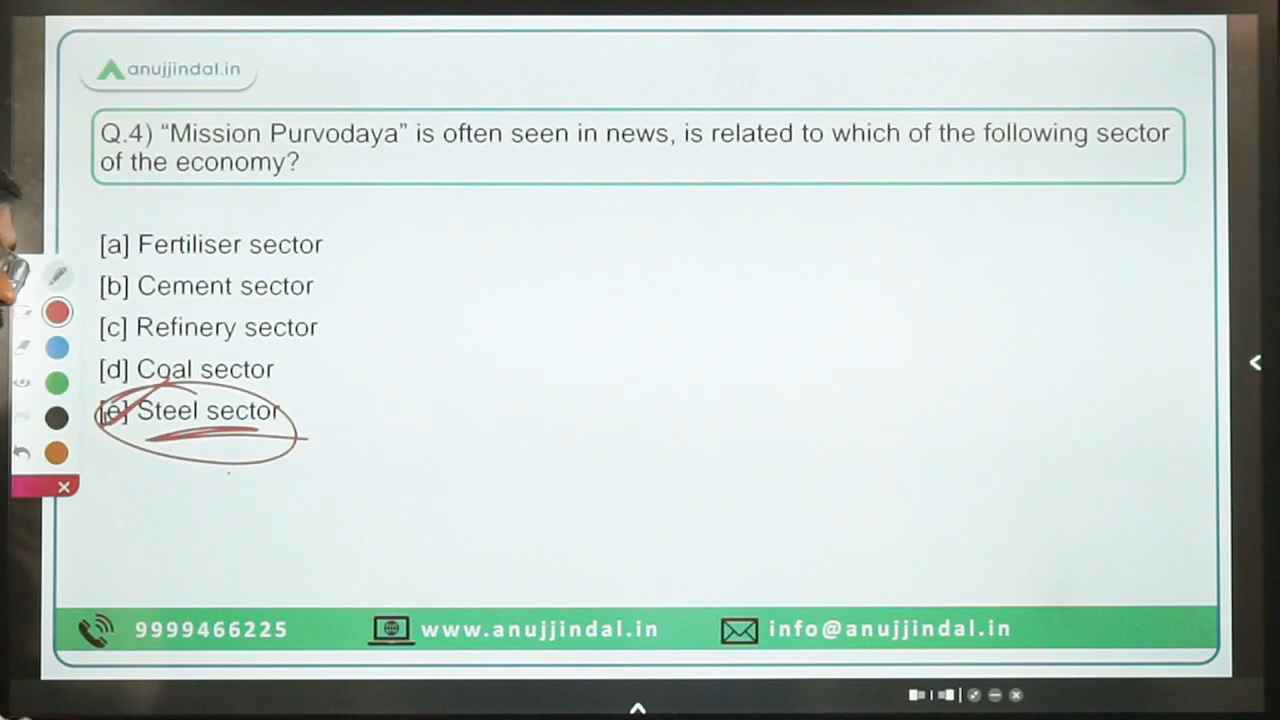 anujjindal.in
Q.4) “Mission Purvodaya” is often seen in news, is related to which of the following sector
of the economy?
[a] Fertiliser sector
[b] Cement sector
[c] Refinery sector
[d] Coal sector
[e] Steel sector
9999466225 www.anujjindal.in info@anujjindal.in